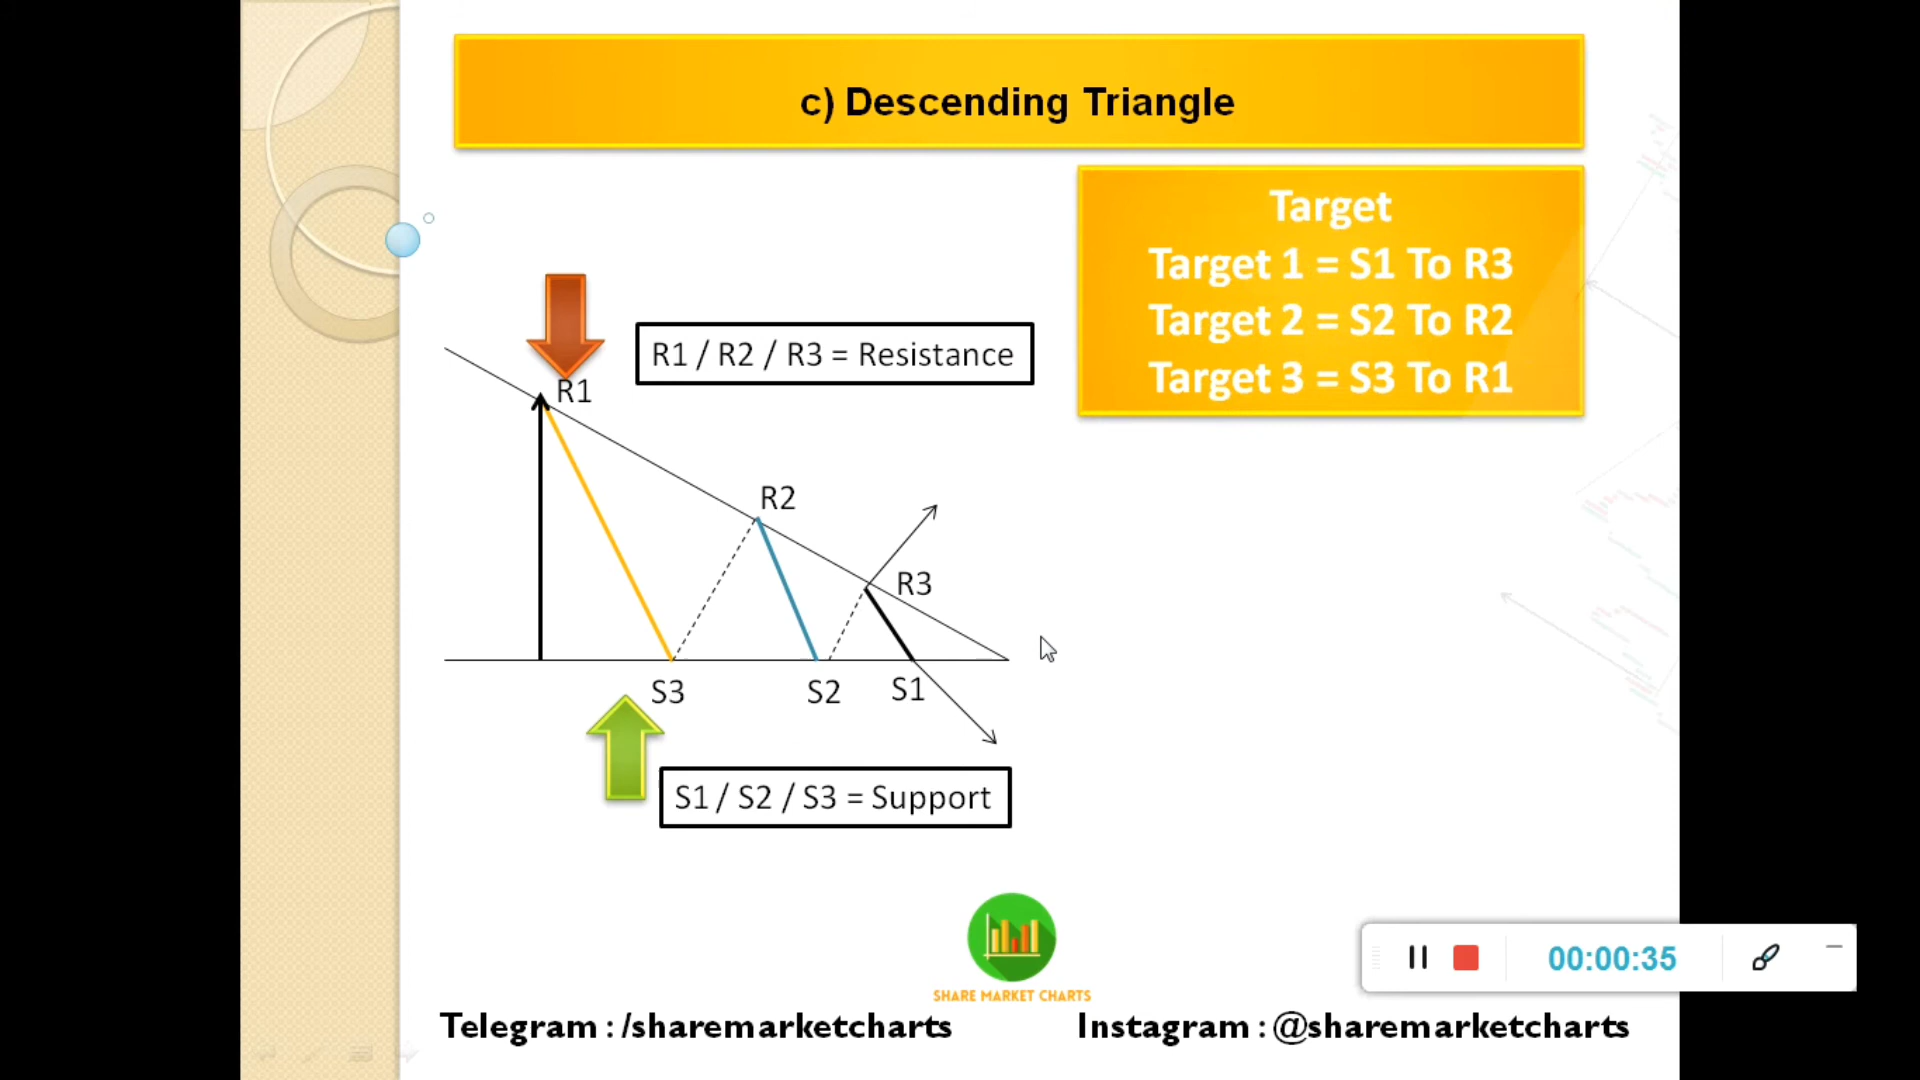 c) Descending Triangle
Target
Target 1 = S1 To R3
Target 2 = S2 To R2
Target 3 = S3 To R1
R1 / R2 / R3 = Resistance
R1
R2
R3
S3
S2
S1
S1 / S2 / S3 = Support
SHARE MARKET CHARTS
00:00:35
Telegram : /sharemarketcharts
Instagram : @sharemarketcharts